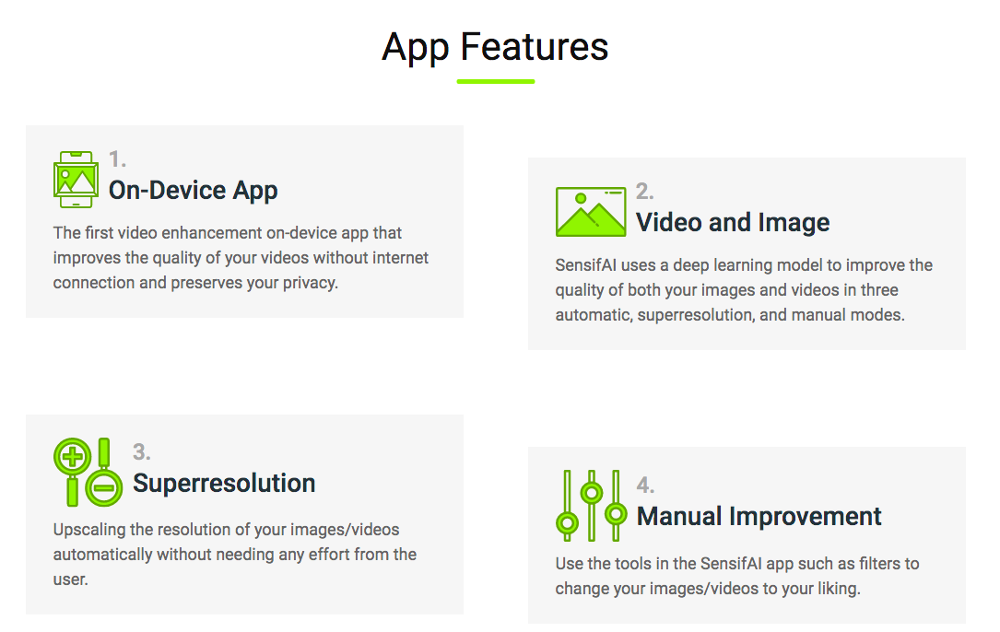 App Features
1.
On-Device App
The first video enhancement on-device app that
improves the quality of your videos without internet
connection and preserves your privacy.
2.
Video and Image
SensifAI uses a deep learning model to improve the
quality of both your images and videos in three
automatic, superresolution, and manual modes.
3.
Superresolution
Upscaling the resolution of your images/videos
automatically without needing any effort from the
user.
4.
Manual Improvement
Use the tools in the SensifAI app such as filters to
change your images/videos to your liking.